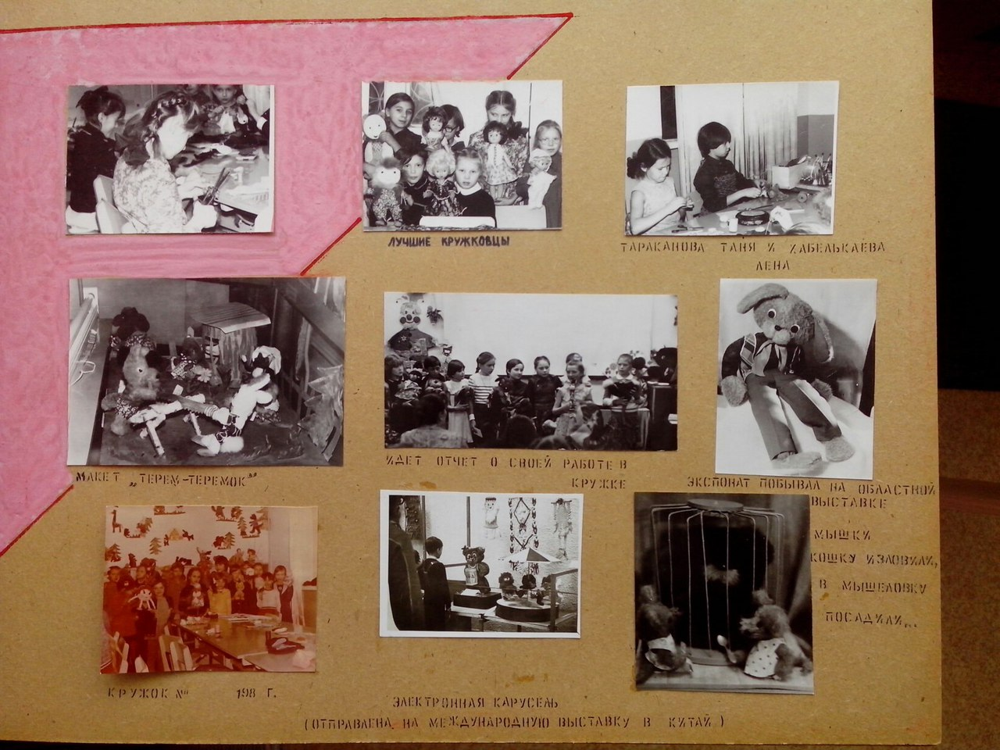 ЛУЧШИЕ КРУЖКОВЦЫ
ТАРАКАНОВА ТАНЯ И ХАБЕЛЬКАЕВА
ЛЕНА
МАКЕТ „ТЕРЕМ-ТЕРЕМОК"
ИДЕТ ОТЧЕТ О СВОЕЙ РАБОТЕ В
КРУЖКЕ
ЭКСПОНАТ ПОБЫВАЛ НА ОБЛАСТНОЙ
ВЫСТАВКЕ
КРУЖОК № 198 Г.
ЭЛЕКТРОННАЯ КАРУСЕЛЬ
(ОТПРАВЛЕНА НА МЕЖДУНАРОДНУЮ ВЫСТАВКУ В КИТАЙ)
МЫШКИ
КОШКУ ИЗЛОВИЛИ,
В МЫШЕЛОВКУ
ПОСАДИЛИ...